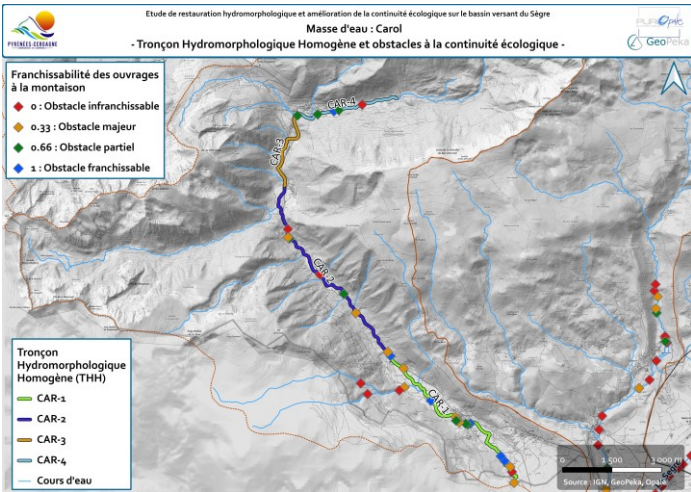 Etude de restauration hydromorphologique et amélioration de la continuité écologique sur le bassin versant du Sègre
Masse d'eau : Carol
- Tronçon Hydromorphologique Homogène et obstacles à la continuité écologique -
PYRÉNÉES-CERDAGNE
GeoPeka
Franchissabilité des ouvrages
à la montaison
0 : Obstacle infranchissable
0.33 : Obstacle majeur
0.66 : Obstacle partiel
1 : Obstacle franchissable
CAR-4
CAR-3
CAR-2
CAR-1
Tronçon
Hydromorphologique
Homogène (THH)
CAR-1
CAR-2
CAR-3
CAR-4
Cours d'eau
0 1 500 3 000 m
Source : IGN, GeoPeka, Opale